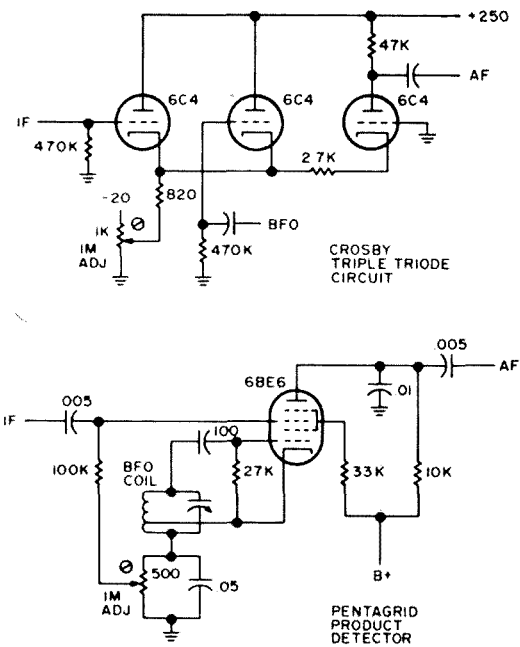 +250
47K
AF
6C4
6C4
6C4
IF
470K
2.7K
-20
820
1K
IM
ADJ
BFO
470K
CROSBY
TRIPLE TRIODE
CIRCUIT
.005
AF
6BE6
.01
.005
IF
100
100K
BFO
COIL
27K
33K
10K
500
.05
IM
ADJ
B+
PENTAGRID
PRODUCT
DETECTOR